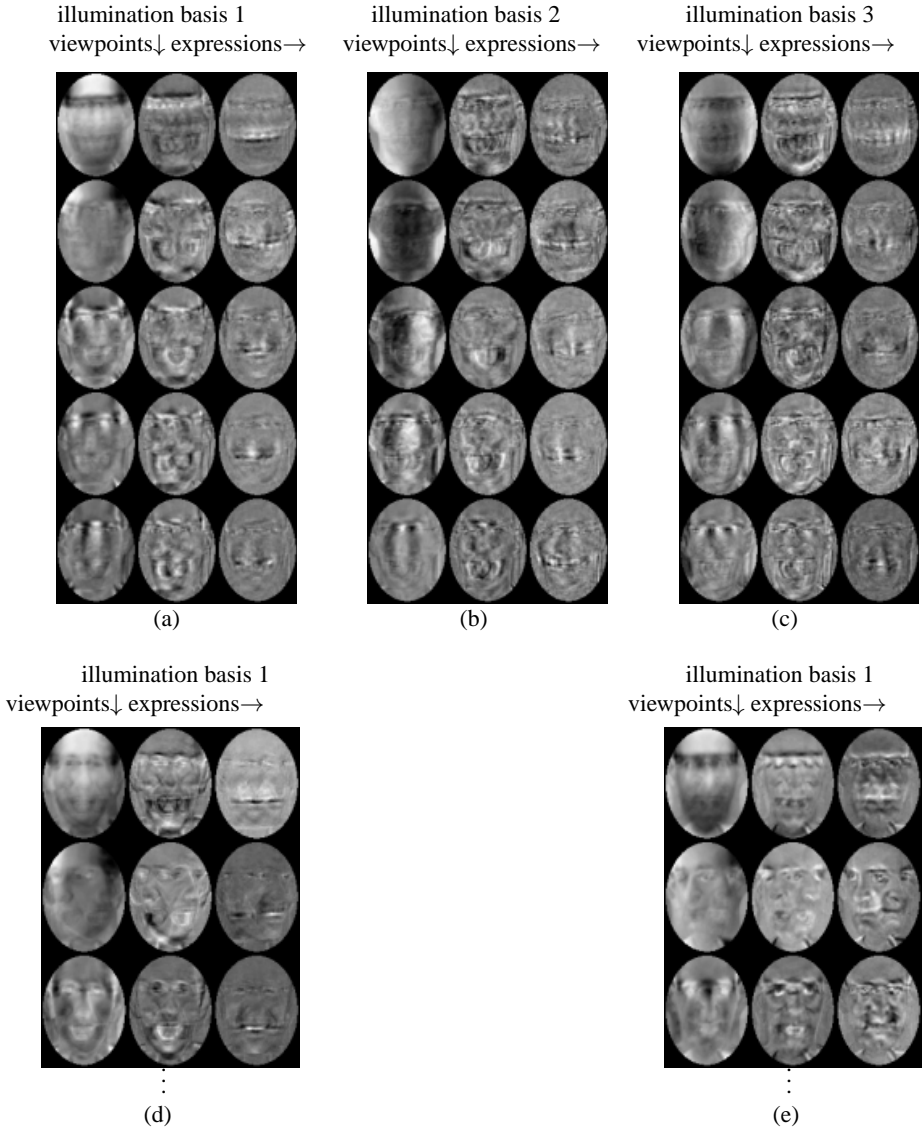 illumination basis 1
viewpoints↓ expressions→
illumination basis 2
viewpoints↓ expressions→
illumination basis 3
viewpoints↓ expressions→
(a)
(b)
(c)
illumination basis 1
viewpoints↓ expressions→
illumination basis 1
viewpoints↓ expressions→
⋮
⋮
(d)
(e)